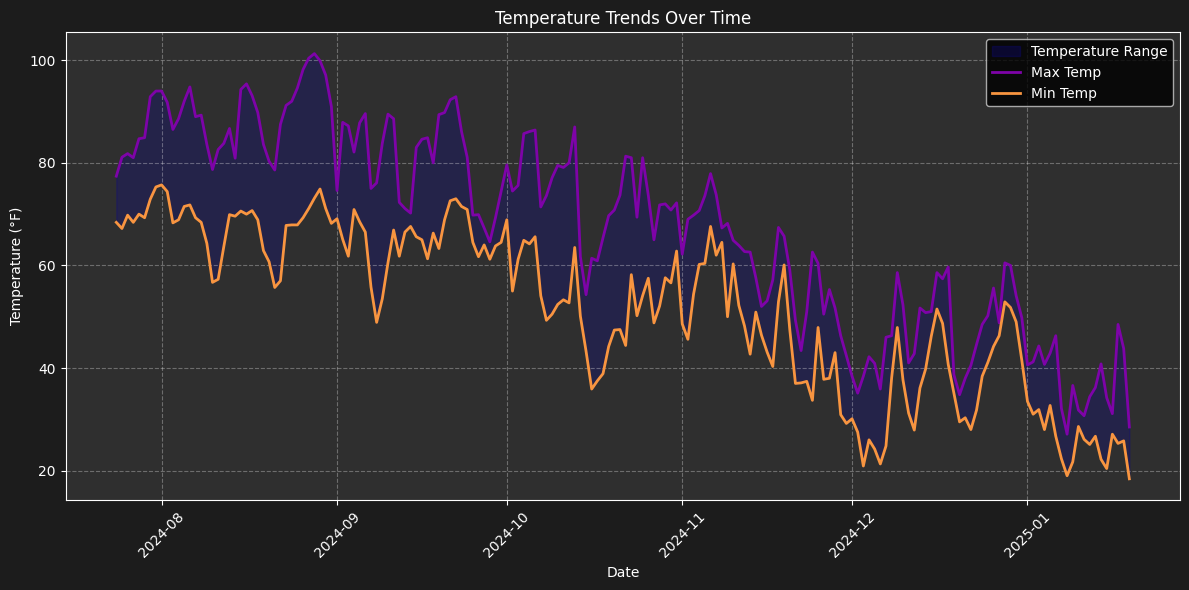 Temperature Trends Over Time
Temperature Range
Max Temp
Min Temp
Temperature (°F)
100
80
60
40
20
2024-08
2024-09
2024-10
2024-11
2024-12
2025-01
Date